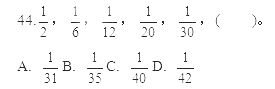 44. 1/2， 1/6， 1/12， 1/20， 1/30，( )。
A. 1/31 B. 1/35 C. 1/40 D. 1/42